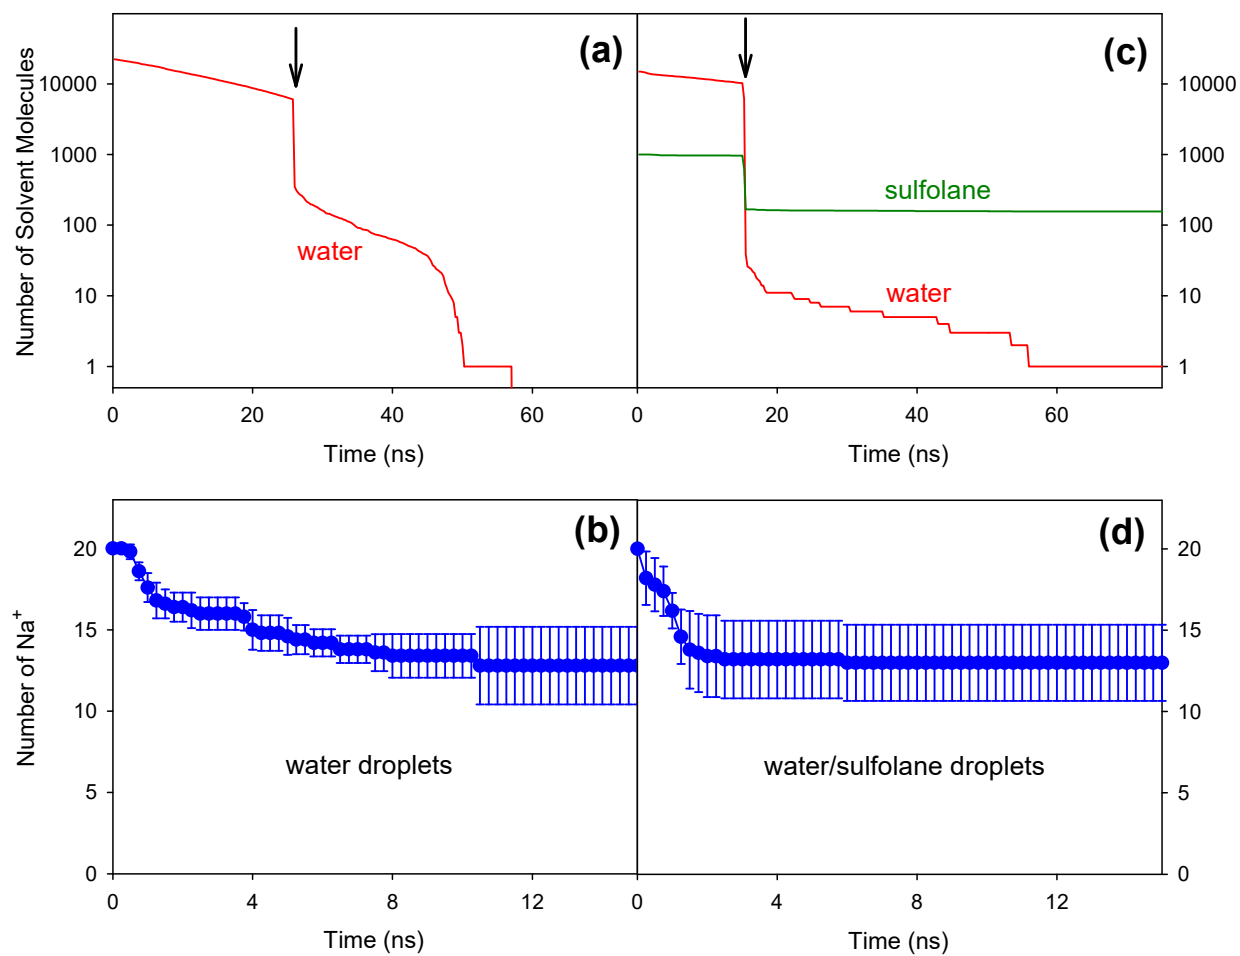 (a)
(c)
Number of Solvent Molecules
10000
1000
100
10
1
water
sulfolane
water
10000
1000
100
10
1
0
20
40
60
0
20
40
60
Time (ns)
Time (ns)
(b)
(d)
Number of Na+
20
15
10
5
0
water droplets
water/sulfolane droplets
20
15
10
5
0
0
4
8
12
0
4
8
12
Time (ns)
Time (ns)